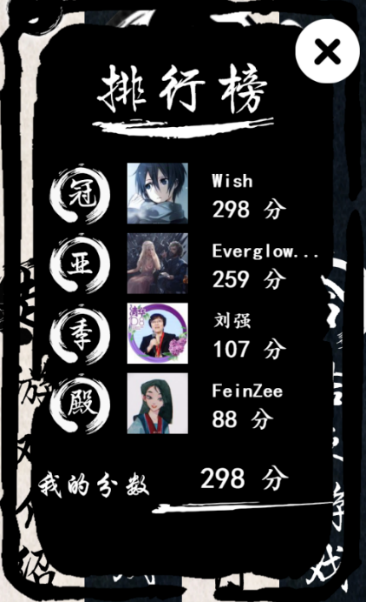 排行榜
冠
Wish
298 分
亚
Everglow...
259 分
季
刘强
107 分
殿
FeinZee
88 分
我的分数 298 分